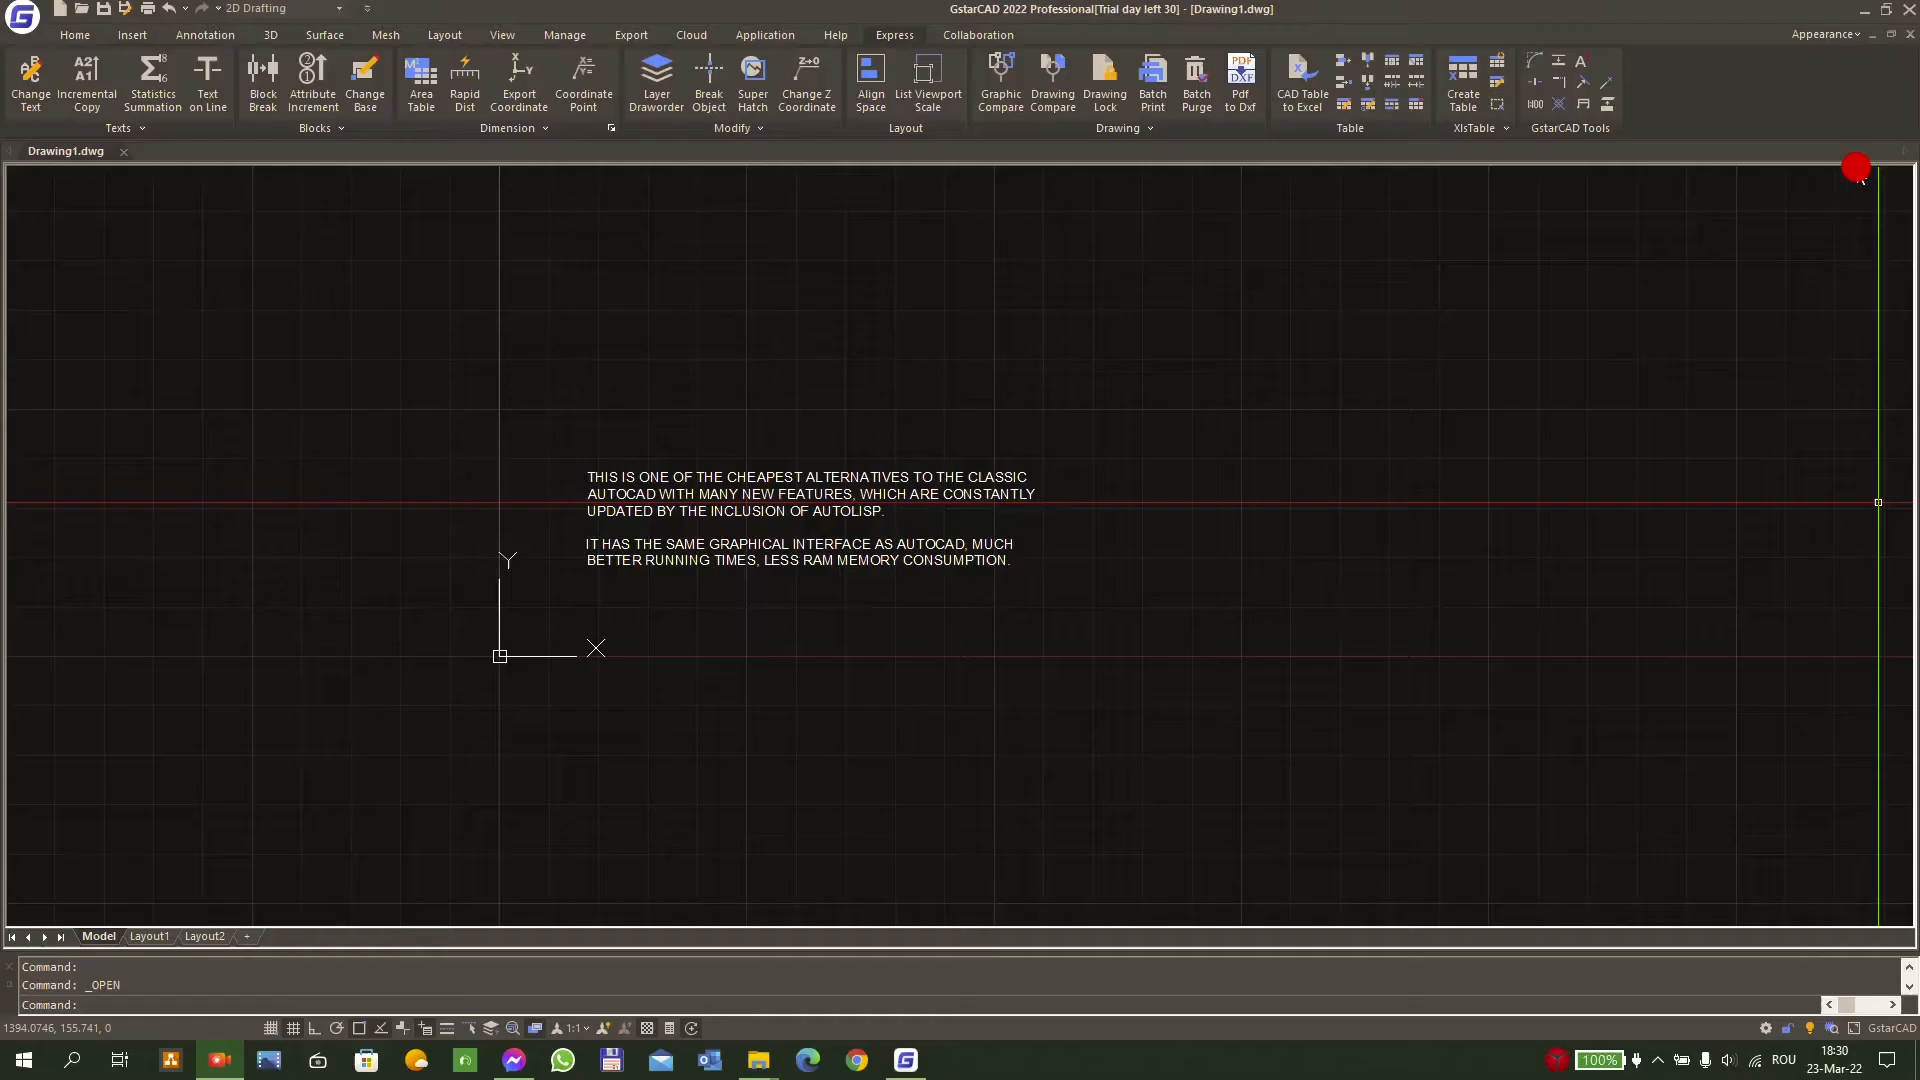 2D Drafting
GstarCAD 2022 Professional[Trial day left 30] - [Drawing1.dwg]
Home Insert Annotation 3D Surface Mesh Layout View Manage Export Cloud Application Help Express Collaboration
Appearance
Change Text
Incremental Copy
Statistics Summation
Text on Line
Block Break
Attribute Increment
Change Base
Area Table
Rapid Dist
Export Coordinate
Coordinate Point
Layer Draworder
Break Object
Super Hatch
Change Z Coordinate
Align Space
List Viewport Scale
Graphic Compare
Drawing Compare
Drawing Lock
Batch Print
Batch Purge
Pdf to Dxf
CAD Table to Excel
Create Table
Texts Blocks Dimension Modify Layout Drawing Table XlsTable GstarCAD Tools
Drawing1.dwg
THIS IS ONE OF THE CHEAPEST ALTERNATIVES TO THE CLASSIC
AUTOCAD WITH MANY NEW FEATURES, WHICH ARE CONSTANTLY
UPDATED BY THE INCLUSION OF AUTOLISP.
IT HAS THE SAME GRAPHICAL INTERFACE AS AUTOCAD, MUCH
BETTER RUNNING TIMES, LESS RAM MEMORY CONSUMPTION.
Y
X
Model Layout1 Layout2 +
Command:
Command: _OPEN
Command:
1394.0746, 155.741, 0
1:1
GstarCAD
100%
ROU
18:30
23-Mar-22